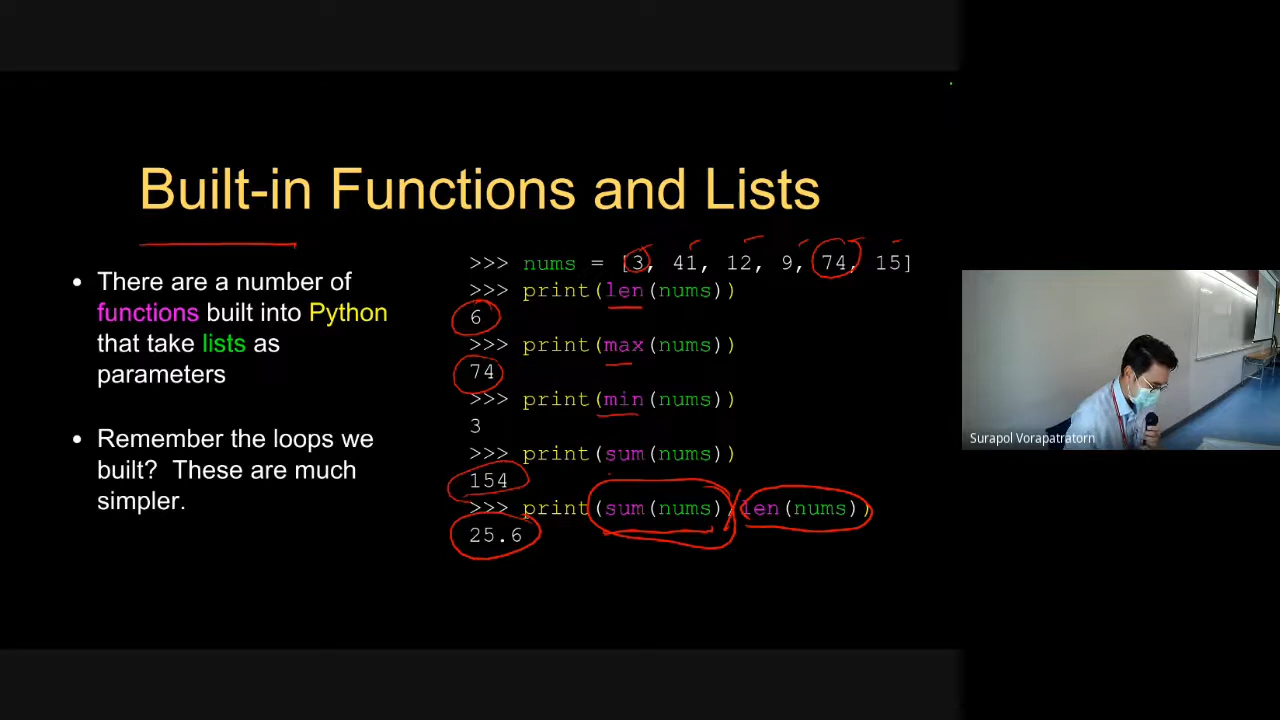 Built-in Functions and Lists
• There are a number of
functions built into Python
that take lists as
parameters
• Remember the loops we
built? These are much
simpler.
>>> nums = [3, 41, 12, 9, 74, 15]
>>> print(len(nums))
6
>>> print(max(nums))
74
>>> print(min(nums))
3
>>> print(sum(nums))
154
>>> print(sum(nums)/len(nums))
25.6
Surapol Vorapatratorn